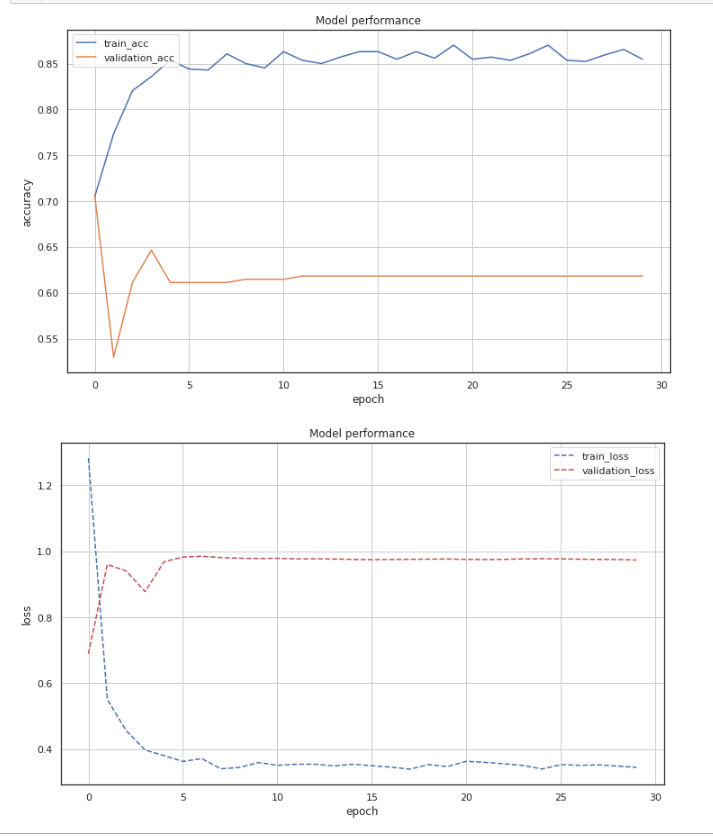 Model performance
train_acc
validation_acc
0.85
0.80
0.75
0.70
0.65
0.60
0.55
accuracy
0 5 10 15 20 25 30
epoch
Model performance
train_loss
validation_loss
1.2
1.0
0.8
0.6
0.4
loss
0 5 10 15 20 25 30
epoch